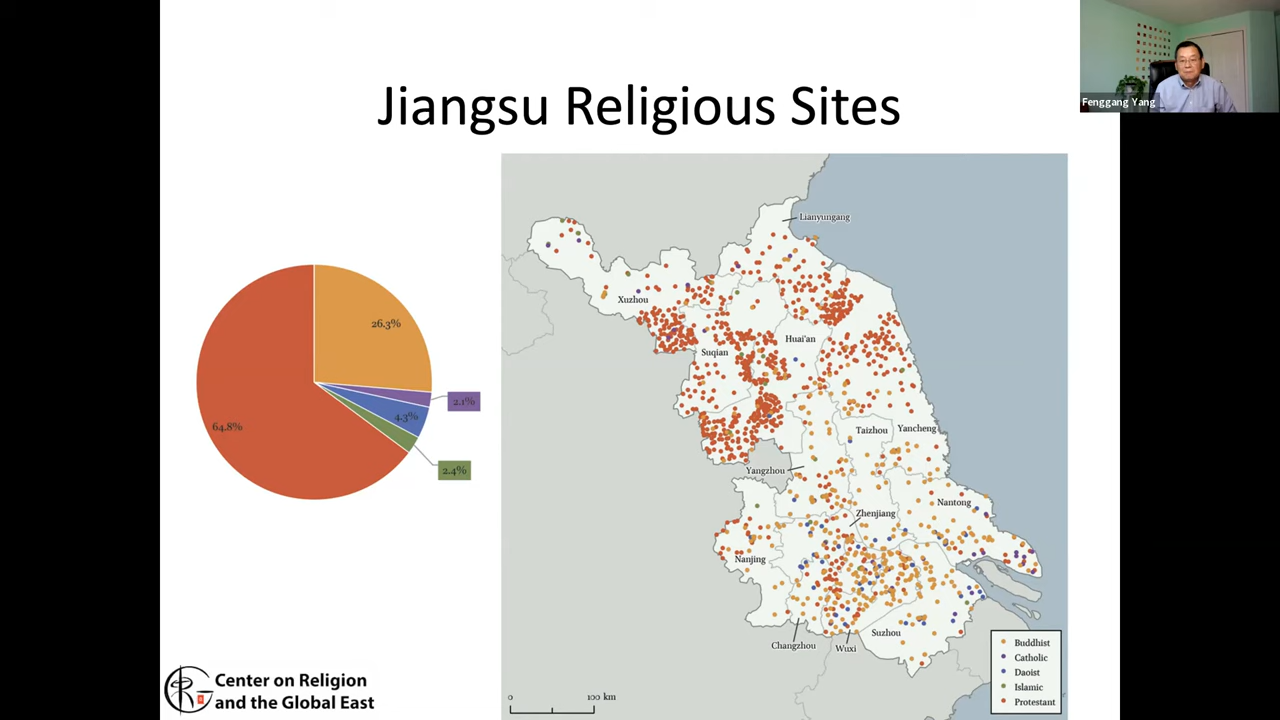 Fenggang Yang
Jiangsu Religious Sites
26.3%
2.1%
4.3%
64.8%
2.4%
Lianyungang
Xuzhou
Huai'an
Suqian
Taizhou
Yancheng
Yangzhou
Nantong
Zhenjiang
Nanjing
Suzhou
Changzhou
Wuxi
Buddhist
Catholic
Daoist
Islamic
Protestant
0
100 km
Center on Religion
and the Global East